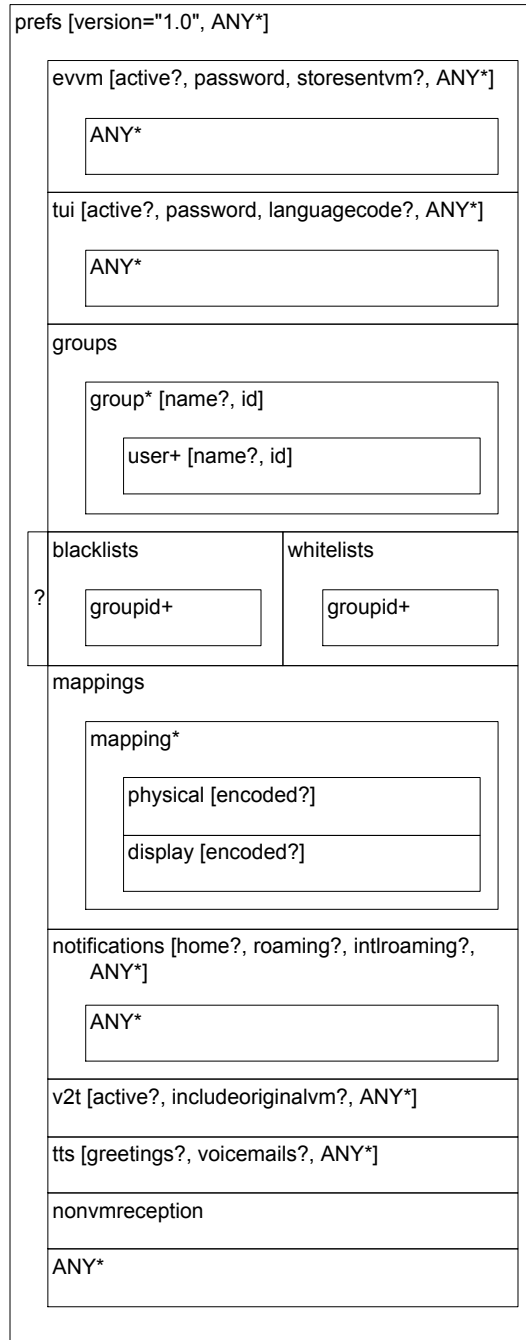 prefs [version="1.0", ANY*]
evvm [active?, password, storesentvm?, ANY*]
ANY*
tui [active?, password, languagecode?, ANY*]
ANY*
groups
group* [name?, id]
user+ [name?, id]
?
blacklists
groupid+
whitelists
groupid+
mappings
mapping*
physical [encoded?]
display [encoded?]
notifications [home?, roaming?, intlroaming?,
ANY*]
ANY*
v2t [active?, includeoriginalvm?, ANY*]
tts [greetings?, voicemails?, ANY*]
nonvmreception
ANY*